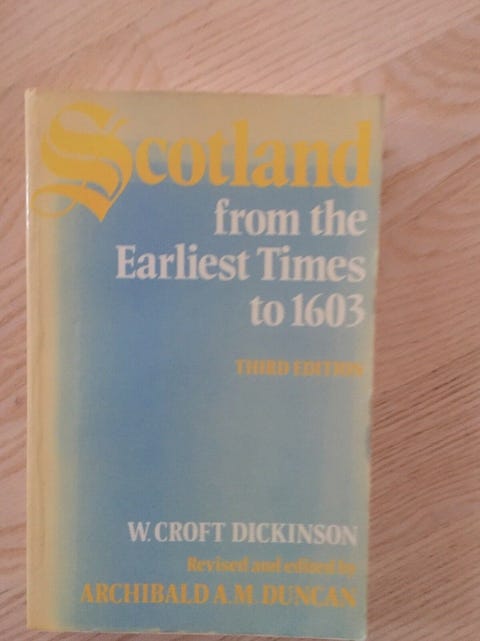 Scotland
from the
Earliest Times
to 1603
THIRD EDITION
W. CROFT DICKINSON
Revised and edited by
ARCHIBALD A.M. DUNCAN